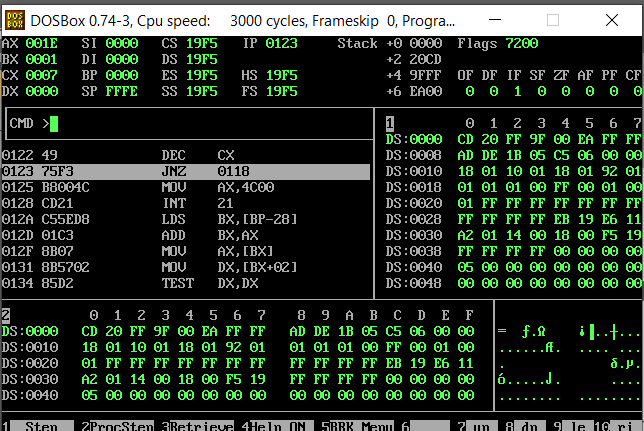 DOSBox 0.74-3, Cpu speed: 3000 cycles, Frameskip 0, Progra...
AX 001E SI 0000 CS 19F5 IP 0123 Stack +0 0000 Flags 7200
BX 0001 DI 0000 DS 19F5 +2 20CD
CX 0007 BP 0000 ES 19F5 HS 19F5 +4 9FFF OF DF IF SF ZF AF PF CF
DX 0000 SP FFFE SS 19F5 FS 19F5 +6 EA00 0 0 1 0 0 0 0 0
CMD >
1 0 1 2 3 4 5 6 7
DS:0000 CD 20 FF 9F 00 EA FF FF
0122 49 DEC CX DS:0008 AD DE 1B 05 C5 06 00 00
0123 75F3 JNZ 0118 DS:0010 18 01 10 01 18 01 92 01
0125 B8004C MOV AX,4C00 DS:0018 01 01 01 00 FF 00 01 00
0128 CD21 INT 21 DS:0020 01 FF FF FF FF FF FF FF
012A C55ED8 LDS BX,[BP-28] DS:0028 FF FF FF FF EB 19 E6 11
012D 01C3 ADD BX,AX DS:0030 A2 01 14 00 18 00 F5 19
012F 8B07 MOV AX,[BX] DS:0038 FF FF FF FF 00 00 00 00
0131 8B5702 MOV DX,[BX+02] DS:0040 05 00 00 00 00 00 00 00
0134 85D2 TEST DX,DX DS:0048 00 00 00 00 00 00 00 00
2 0 1 2 3 4 5 6 7 8 9 A B C D E F
DS:0000 CD 20 FF 9F 00 EA FF FF AD DE 1B 05 C5 06 00 00
DS:0010 18 01 10 01 18 01 92 01 01 01 01 00 FF 00 01 00
DS:0020 01 FF FF FF FF FF FF FF FF FF FF FF EB 19 E6 11
DS:0030 A2 01 14 00 18 00 F5 19 FF FF FF FF 00 00 00 00
DS:0040 05 00 00 00 00 00 00 00 00 00 00 00 00 00 00 00
1 Step 2ProcStep 3Retrieve 4Help ON 5BRK Menu 6 7 up 8 dn 9 le 10 ri